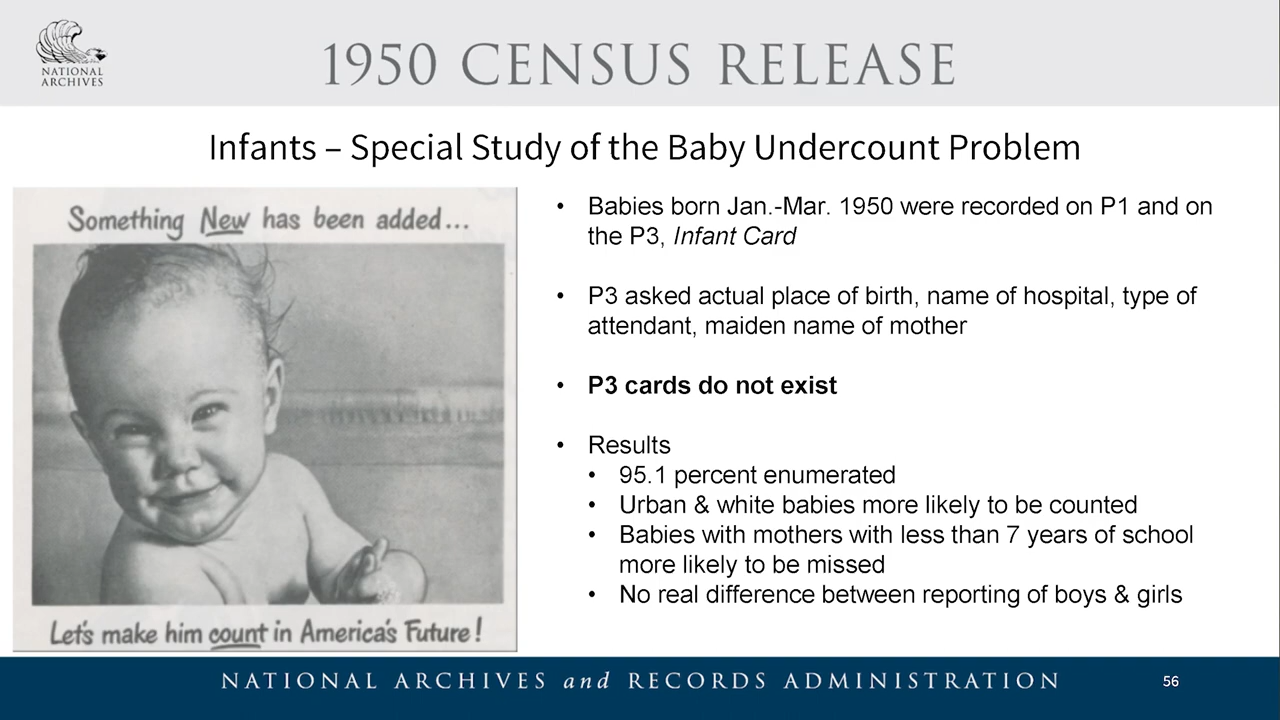 NATIONAL
ARCHIVES
1950 CENSUS RELEASE
Infants – Special Study of the Baby Undercount Problem
Something New has been added...
Let's make him count in America's Future!
• Babies born Jan.-Mar. 1950 were recorded on P1 and on
the P3, Infant Card
• P3 asked actual place of birth, name of hospital, type of
attendant, maiden name of mother
• P3 cards do not exist
• Results
• 95.1 percent enumerated
• Urban & white babies more likely to be counted
• Babies with mothers with less than 7 years of school
more likely to be missed
• No real difference between reporting of boys & girls
NATIONAL ARCHIVES and RECORDS ADMINISTRATION
56